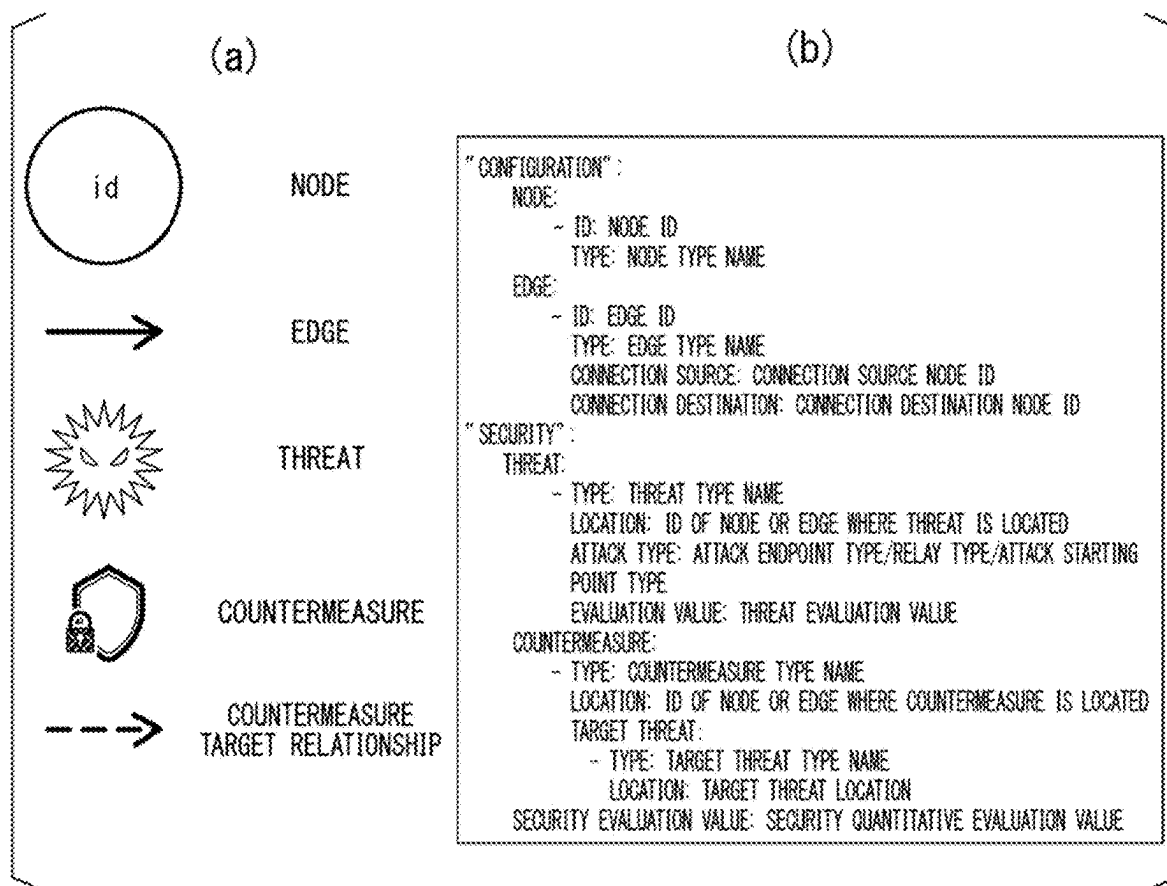 (a)
id
NODE
EDGE
THREAT
COUNTERMEASURE
COUNTERMEASURE
TARGET RELATIONSHIP
(b)
"CONFIGURATION":
NODE:
- ID: NODE ID
TYPE: NODE TYPE NAME
EDGE:
- ID: EDGE ID
TYPE: EDGE TYPE NAME
CONNECTION SOURCE: CONNECTION SOURCE NODE ID
CONNECTION DESTINATION: CONNECTION DESTINATION NODE ID
"SECURITY":
THREAT:
- TYPE: THREAT TYPE NAME
LOCATION: ID OF NODE OR EDGE WHERE THREAT IS LOCATED
ATTACK TYPE: ATTACK ENDPOINT TYPE/RELAY TYPE/ATTACK STARTING
POINT TYPE
EVALUATION VALUE: THREAT EVALUATION VALUE
COUNTERMEASURE:
- TYPE: COUNTERMEASURE TYPE NAME
LOCATION: ID OF NODE OR EDGE WHERE COUNTERMEASURE IS LOCATED
TARGET THREAT:
- TYPE: TARGET THREAT TYPE NAME
LOCATION: TARGET THREAT LOCATION
SECURITY EVALUATION VALUE: SECURITY QUANTITATIVE EVALUATION VALUE